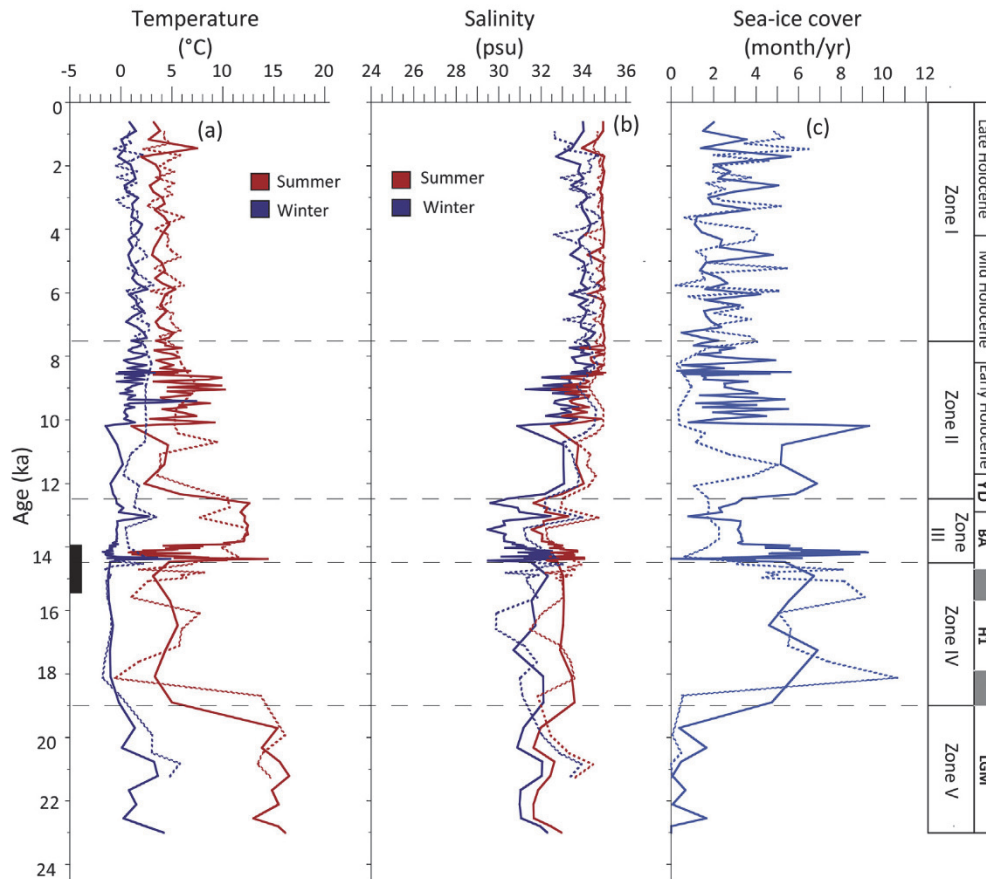 Temperature
(°C)
Salinity
(psu)
Sea-ice cover
(month/yr)
-5 0 5 10 15 20
24 24 28 32 36
0 2 4 6 8 10 12
Age (ka)
0
2
4
6
8
10
12
14
16
18
20
22
24
(a)
Summer
Winter
(b)
Summer
Winter
(c)
Zone I
Zone II
Zone III
Zone IV
Zone V
Late Holocene
Mid Holocene
Early Holocene
YD
BA
H1
LGM